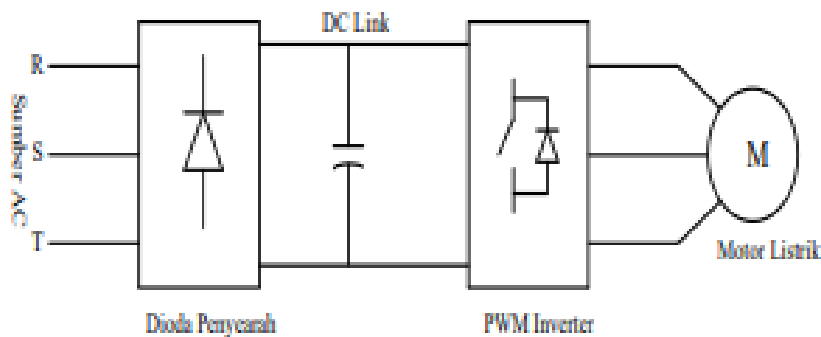 DC Link
R
S
T
Sumber AC
M
Motor Listrik
Dioda Penyearah
PWM Inverter